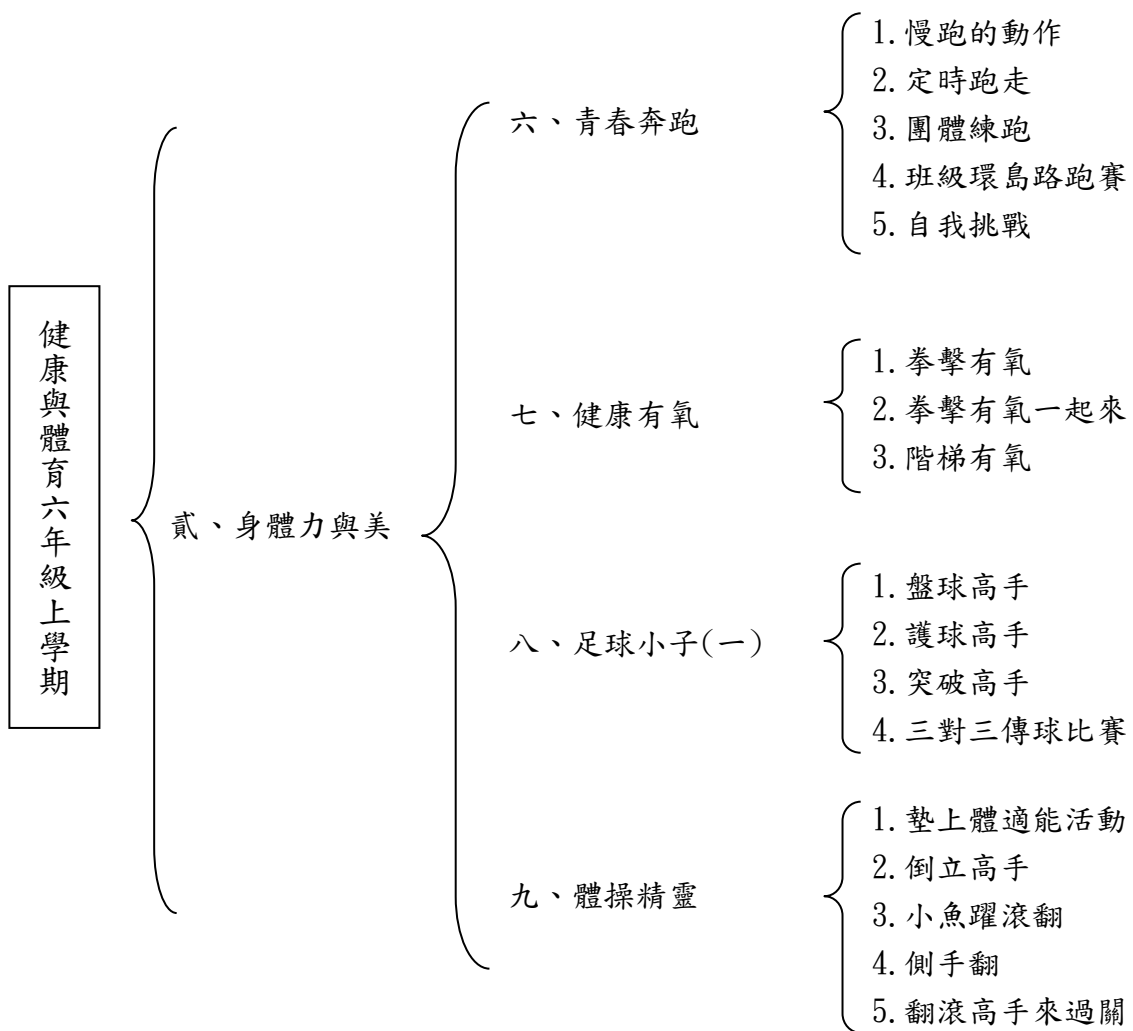 健康與體育六年級上學期
貳、身體力與美
六、青春奔跑
1.慢跑的動作
2.定時跑走
3.團體練跑
4.班級環島路跑賽
5.自我挑戰
七、健康有氧
1.拳擊有氧
2.拳擊有氧一起來
3.階梯有氧
八、足球小子(一)
1.盤球高手
2.護球高手
3.突破高手
4.三對三傳球比賽
九、體操精靈
1.墊上體適能活動
2.倒立高手
3.小魚躍滾翻
4.側手翻
5.翻滾高手來過關